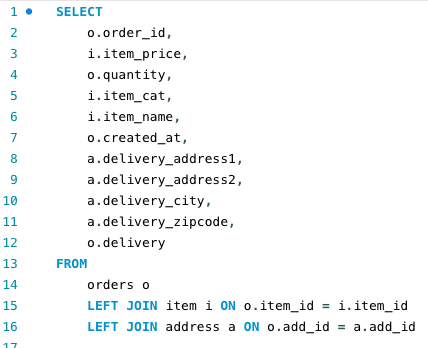 1 SELECT
2 o.order_id,
3 i.item_price,
4 o.quantity,
5 i.item_cat,
6 i.item_name,
7 o.created_at,
8 a.delivery_address1,
9 a.delivery_address2,
10 a.delivery_city,
11 a.delivery_zipcode,
12 o.delivery
13 FROM
14 orders o
15 LEFT JOIN item i ON o.item_id = i.item_id
16 LEFT JOIN address a ON o.add_id = a.add_id
17